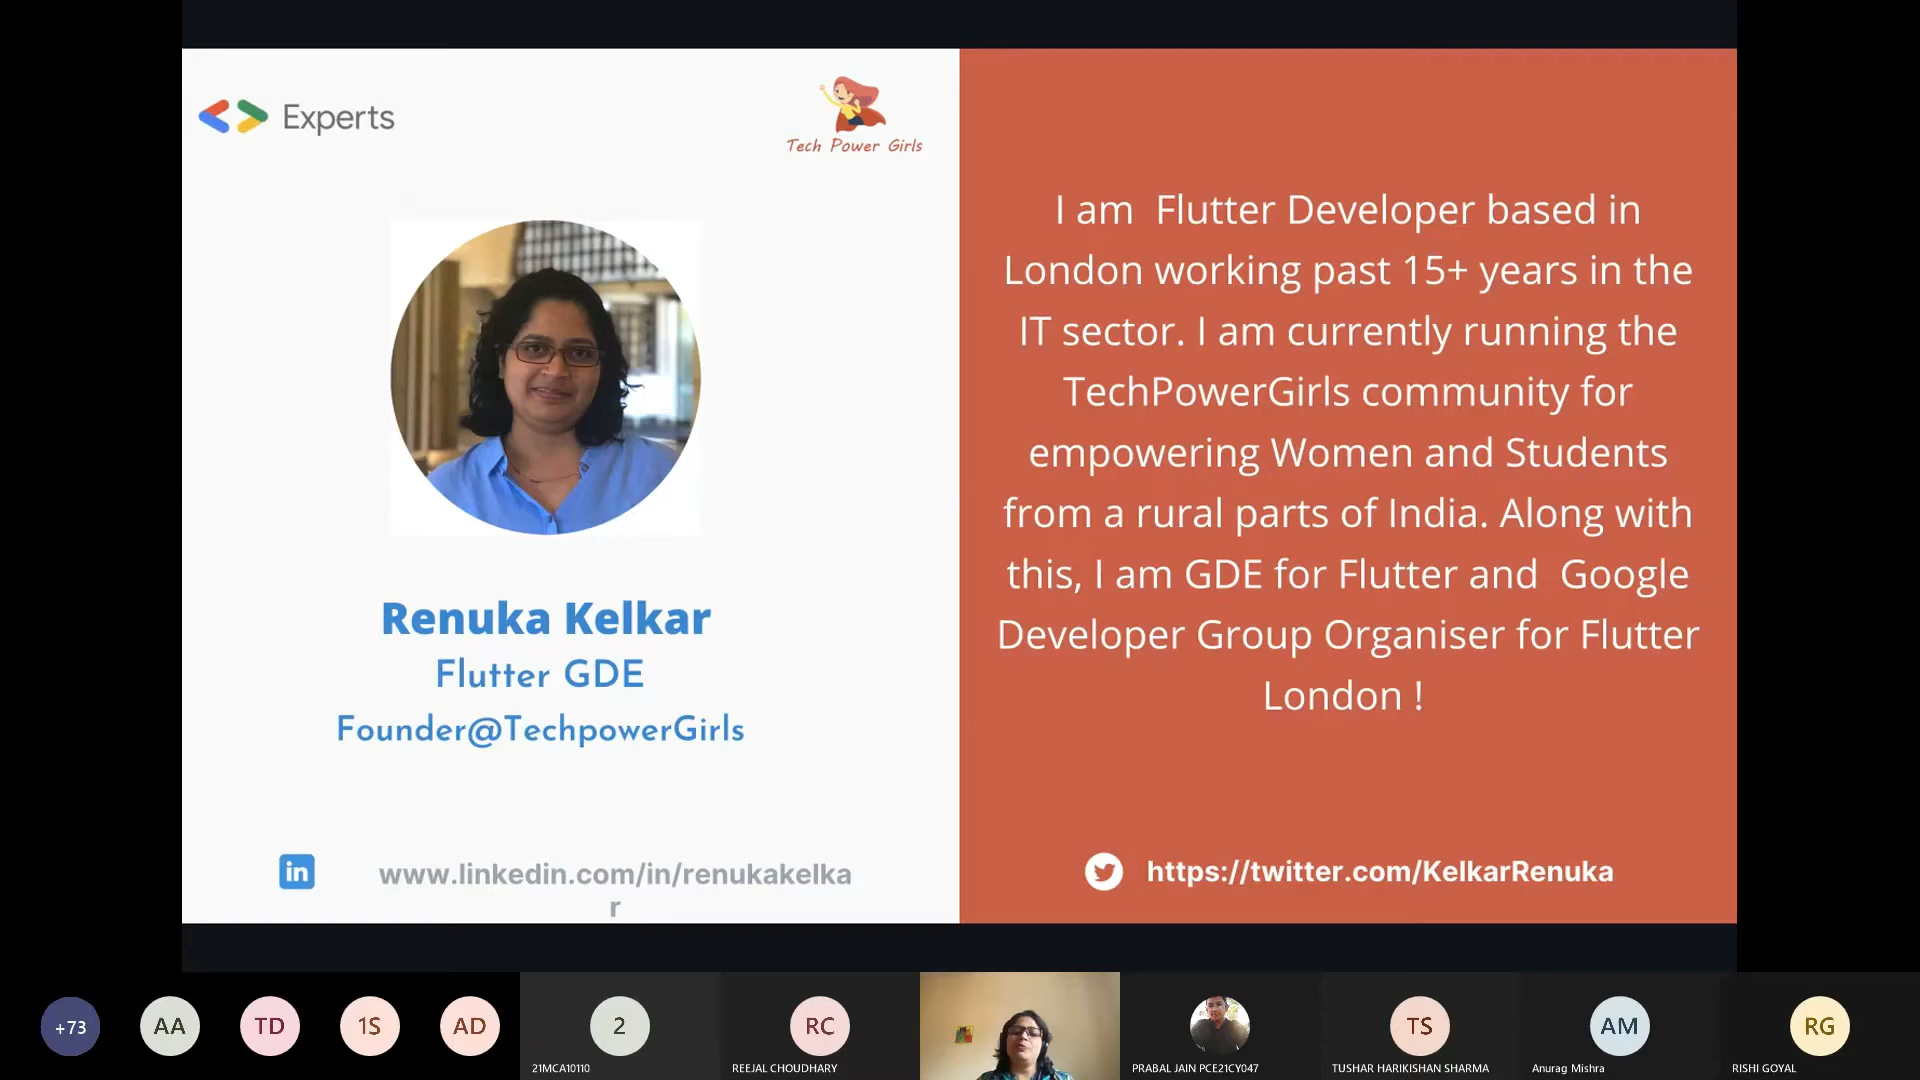 Experts
Tech Power Girls
Renuka Kelkar
Flutter GDE
Founder@TechpowerGirls
www.linkedin.com/in/renukakelka
r
I am  Flutter Developer based in
London working past 15+ years in the
IT sector. I am currently running the
TechPowerGirls community for
empowering Women and Students
from a rural parts of India. Along with
this, I am GDE for Flutter and  Google
Developer Group Organiser for Flutter
London !
https://twitter.com/KelkarRenuka
+73
AA
TD
1S
AD
2
21MCA10110
RC
REEJAL CHOUDHARY
PRABAL JAIN PCE21CY047
TS
TUSHAR HARIKISHAN SHARMA
AM
Anurag Mishra
RG
RISHI GOYAL